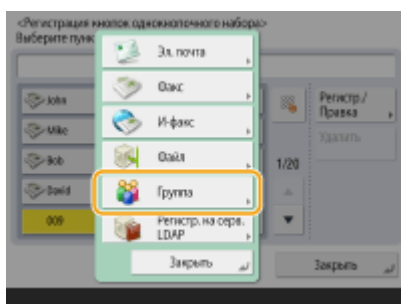 <Регистрация кнопок однокнопочного набора>
Выберите
Эл. почта
Факс
И-факс
Файл
Группа
Регистр. на серв.
LDAP
Закрыть
John
Mike
Bob
David
009
Регистр./
Правка
Удалить
1/20
Закрыть